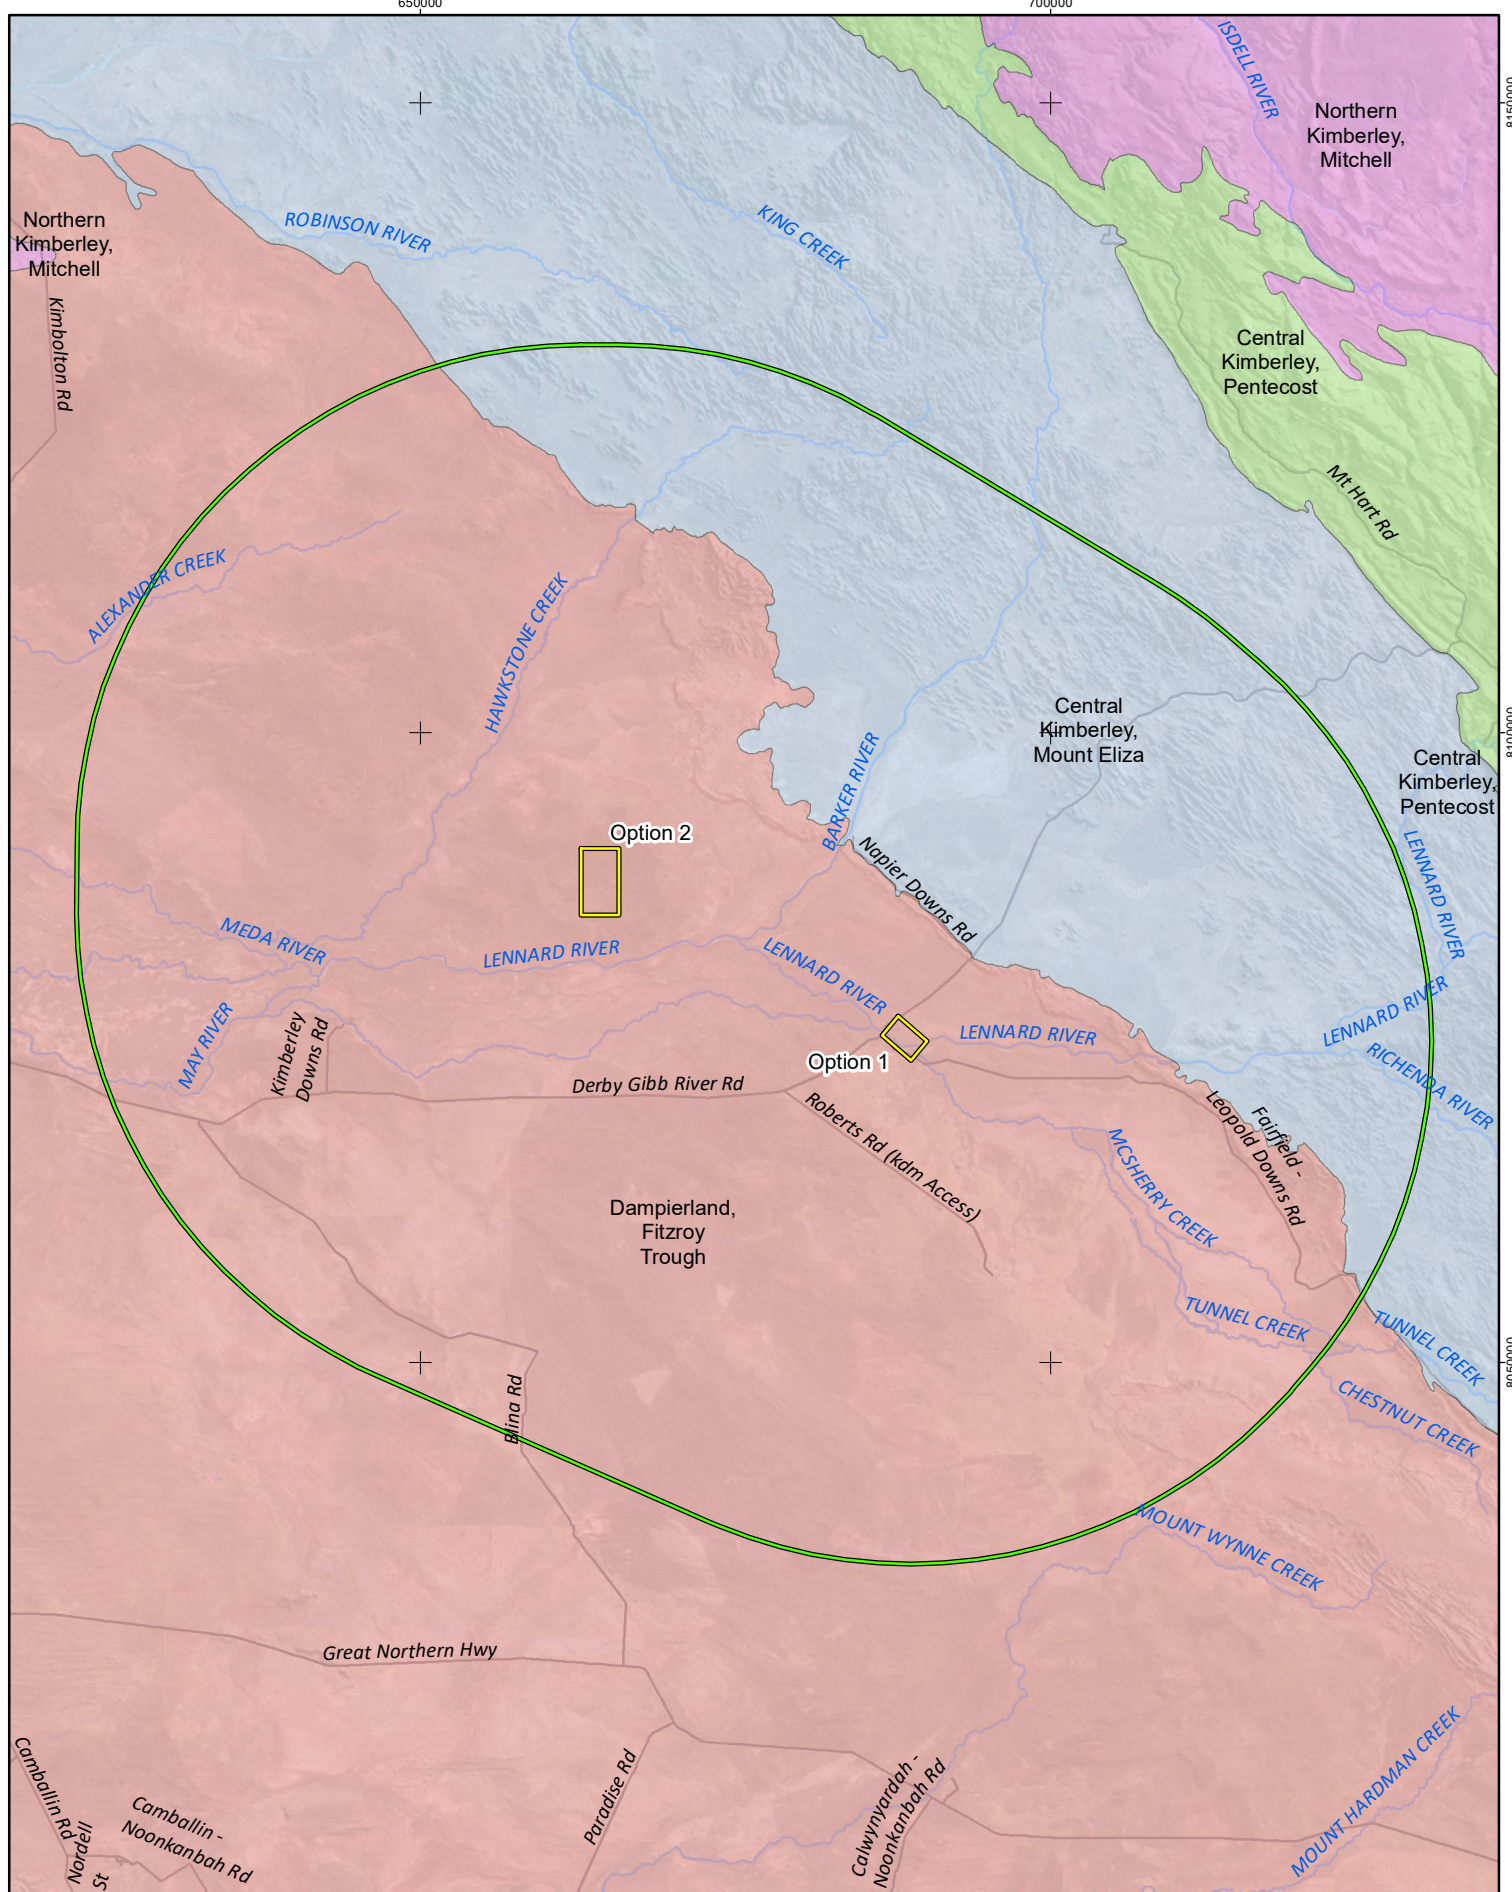 650000
700000
8150000
8100000
8050000
ISDELL RIVER
Northern
Kimberley,
Mitchell
Northern
Kimberley,
Mitchell
ROBINSON RIVER
KING CREEK
Kimbolton Rd
Central
Kimberley,
Pentecost
Mt Hart Rd
ALEXANDER CREEK
HAWKSTONE CREEK
Central
Kimberley,
Mount Eliza
Central
Kimberley,
Pentecost
BARKER RIVER
Option 2
Napier Downs Rd
LENNARD RIVER
MEDA RIVER
LENNARD RIVER
LENNARD RIVER
LENNARD RIVER
LENNARD RIVER
MAY RIVER
Kimberley
Downs Rd
Option 1
RICHENDA RIVER
Derby Gibb River Rd
Roberts Rd (kdm Access)
Fairfield -
Leopold Downs Rd
MCSHERRY CREEK
Dampierland,
Fitzroy
Trough
TUNNEL CREEK
TUNNEL CREEK
CHESTNUT CREEK
Blina Rd
MOUNT WYNNE CREEK
Great Northern Hwy
Camballin Rd
Nordell
St
Camballin -
Noonkanbah Rd
Paradise Rd
Calwynyardah -
Noonkanbah Rd
MOUNT HARDMAN CREEK